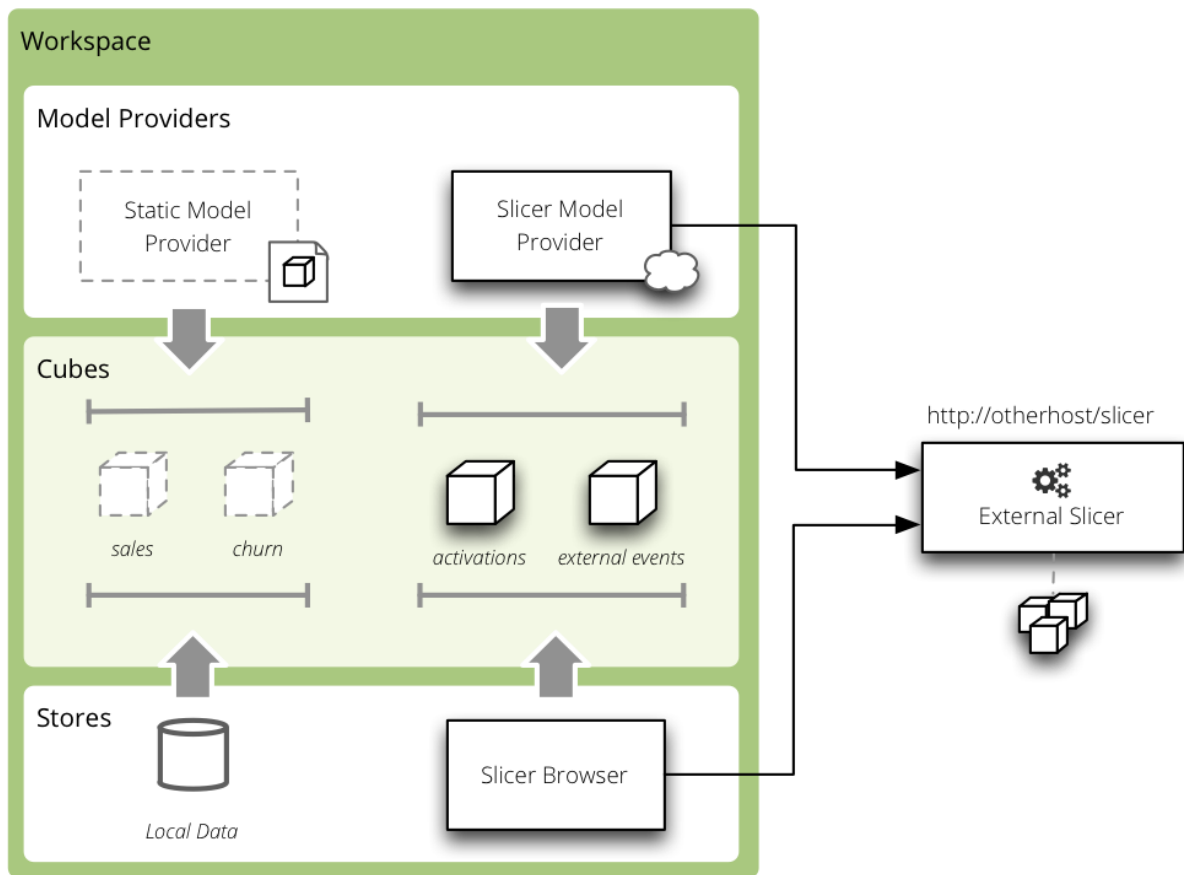 Workspace
Model Providers
Static Model
Provider
Slicer Model
Provider
Cubes
sales
churn
activations
external events
http://otherhost/slicer
External Slicer
Stores
Local Data
Slicer Browser